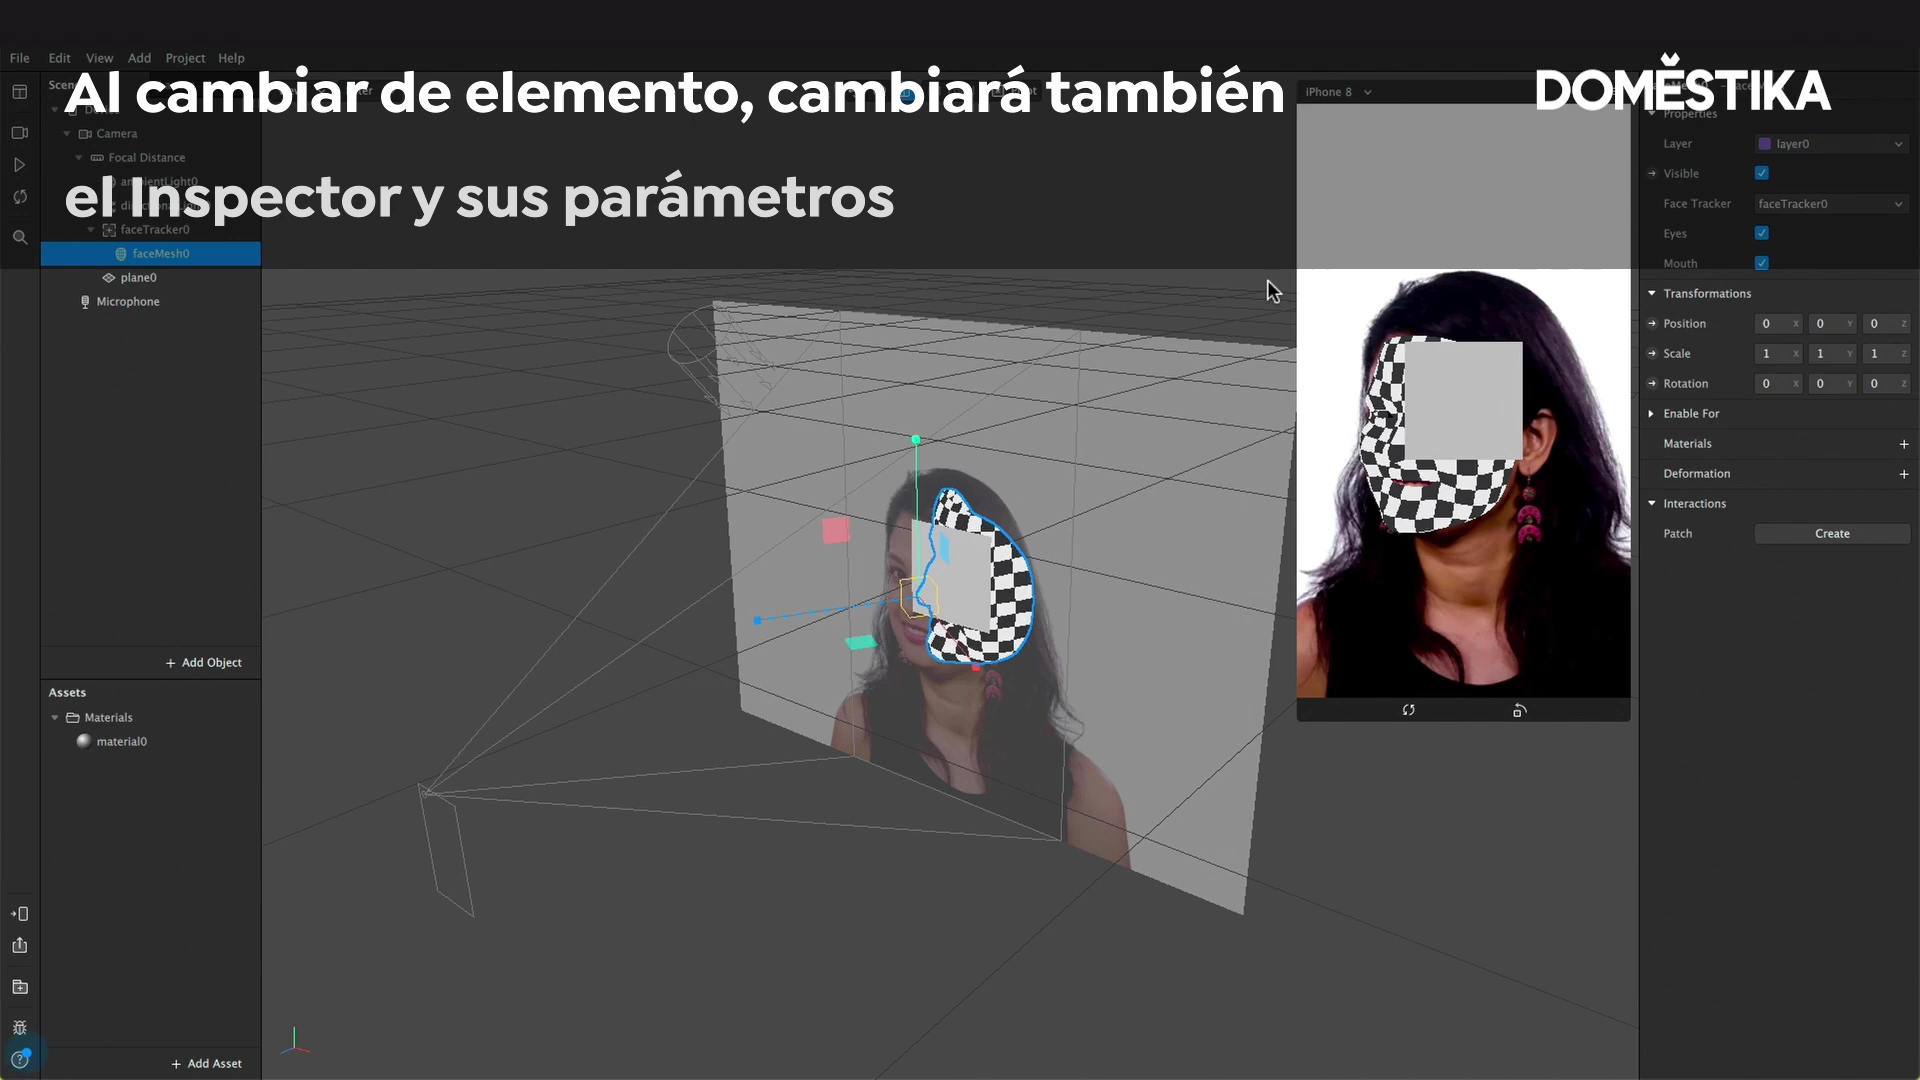 File Edit View Add Project Help
Al cambiar de elemento, cambiará también
el Inspector y sus parámetros
DOMESTIKA
Camera
Focal Distance
ambientLight0
faceTracker0
faceMesh0
plane0
Microphone
+ Add Object
Assets
Materials
material0
+ Add Asset
iPhone 8
Properties
Layer layer0
Visible
Face Tracker faceTracker0
Eyes
Mouth
Transformations
Position 0 X 0 Y 0 Z
Scale 1 X 1 Y 1 Z
Rotation 0 X 0 Y 0 Z
Enable For
Materials +
Deformation +
Interactions
Patch Create